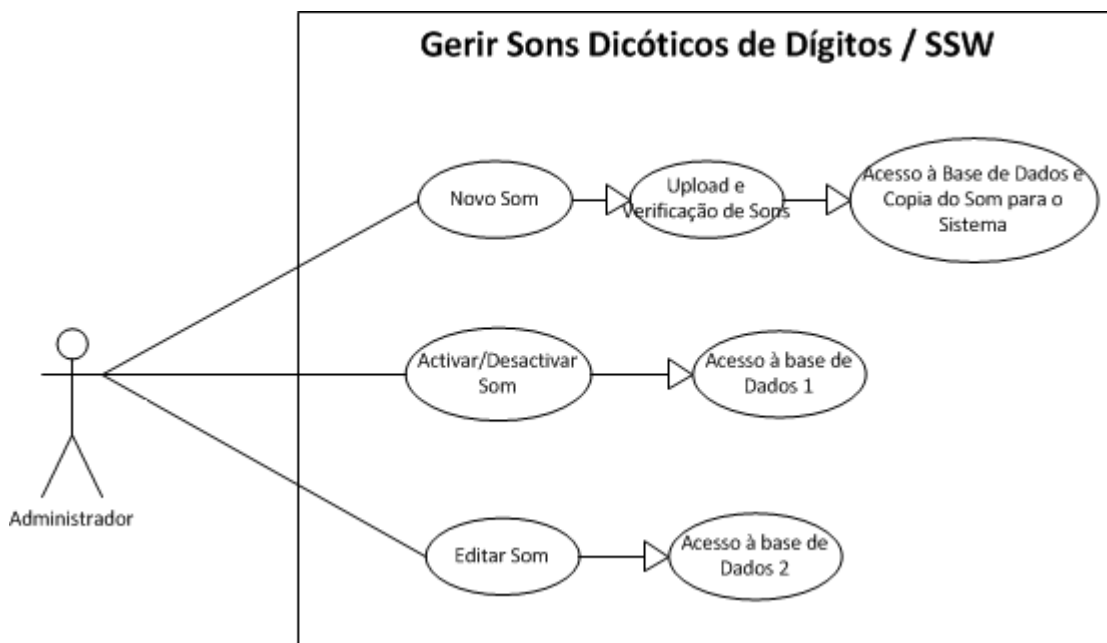 Gerir Sons Dicóticos de Dígitos / SSW
Novo Som
Upload e
Verificação de Sons
Acesso à Base de Dados e
Copia do Som para o
Sistema
Activar/Desactivar
Som
Acesso à base de
Dados 1
Administrador
Editar Som
Acesso à base de
Dados 2